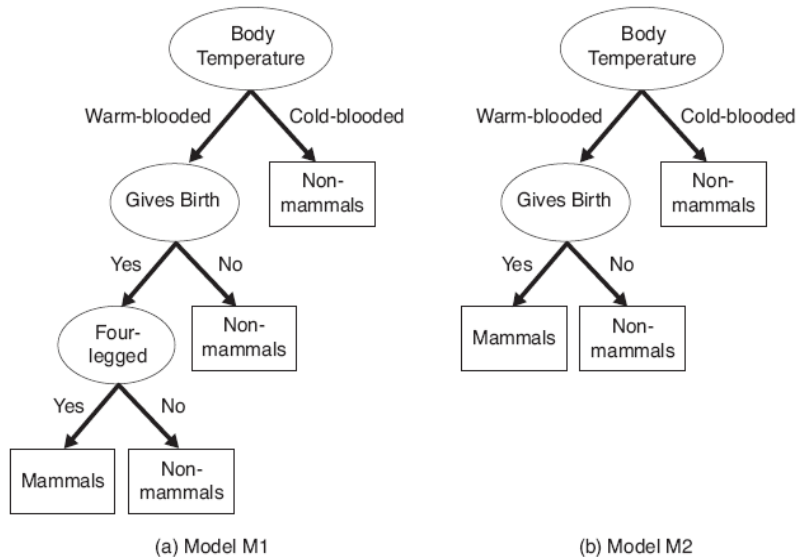 Body
Temperature
Warm-blooded
Cold-blooded
Gives Birth
Non-
mammals
Yes
No
Four-
legged
Non-
mammals
Yes
No
Mammals
Non-
mammals
(a) Model M1
Body
Temperature
Warm-blooded
Cold-blooded
Gives Birth
Non-
mammals
Yes
No
Mammals
Non-
mammals
(b) Model M2